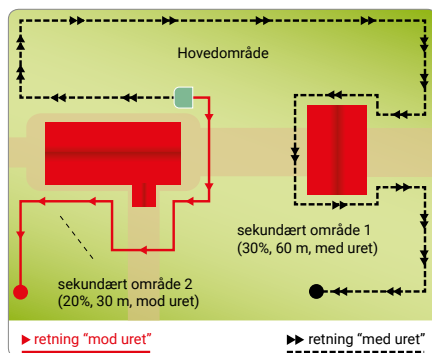 Hovedområde
sekundært område 1
(30%, 60 m, med uret)
sekundært område 2
(20%, 30 m, mod uret)
retning "mod uret"
retning "med uret"